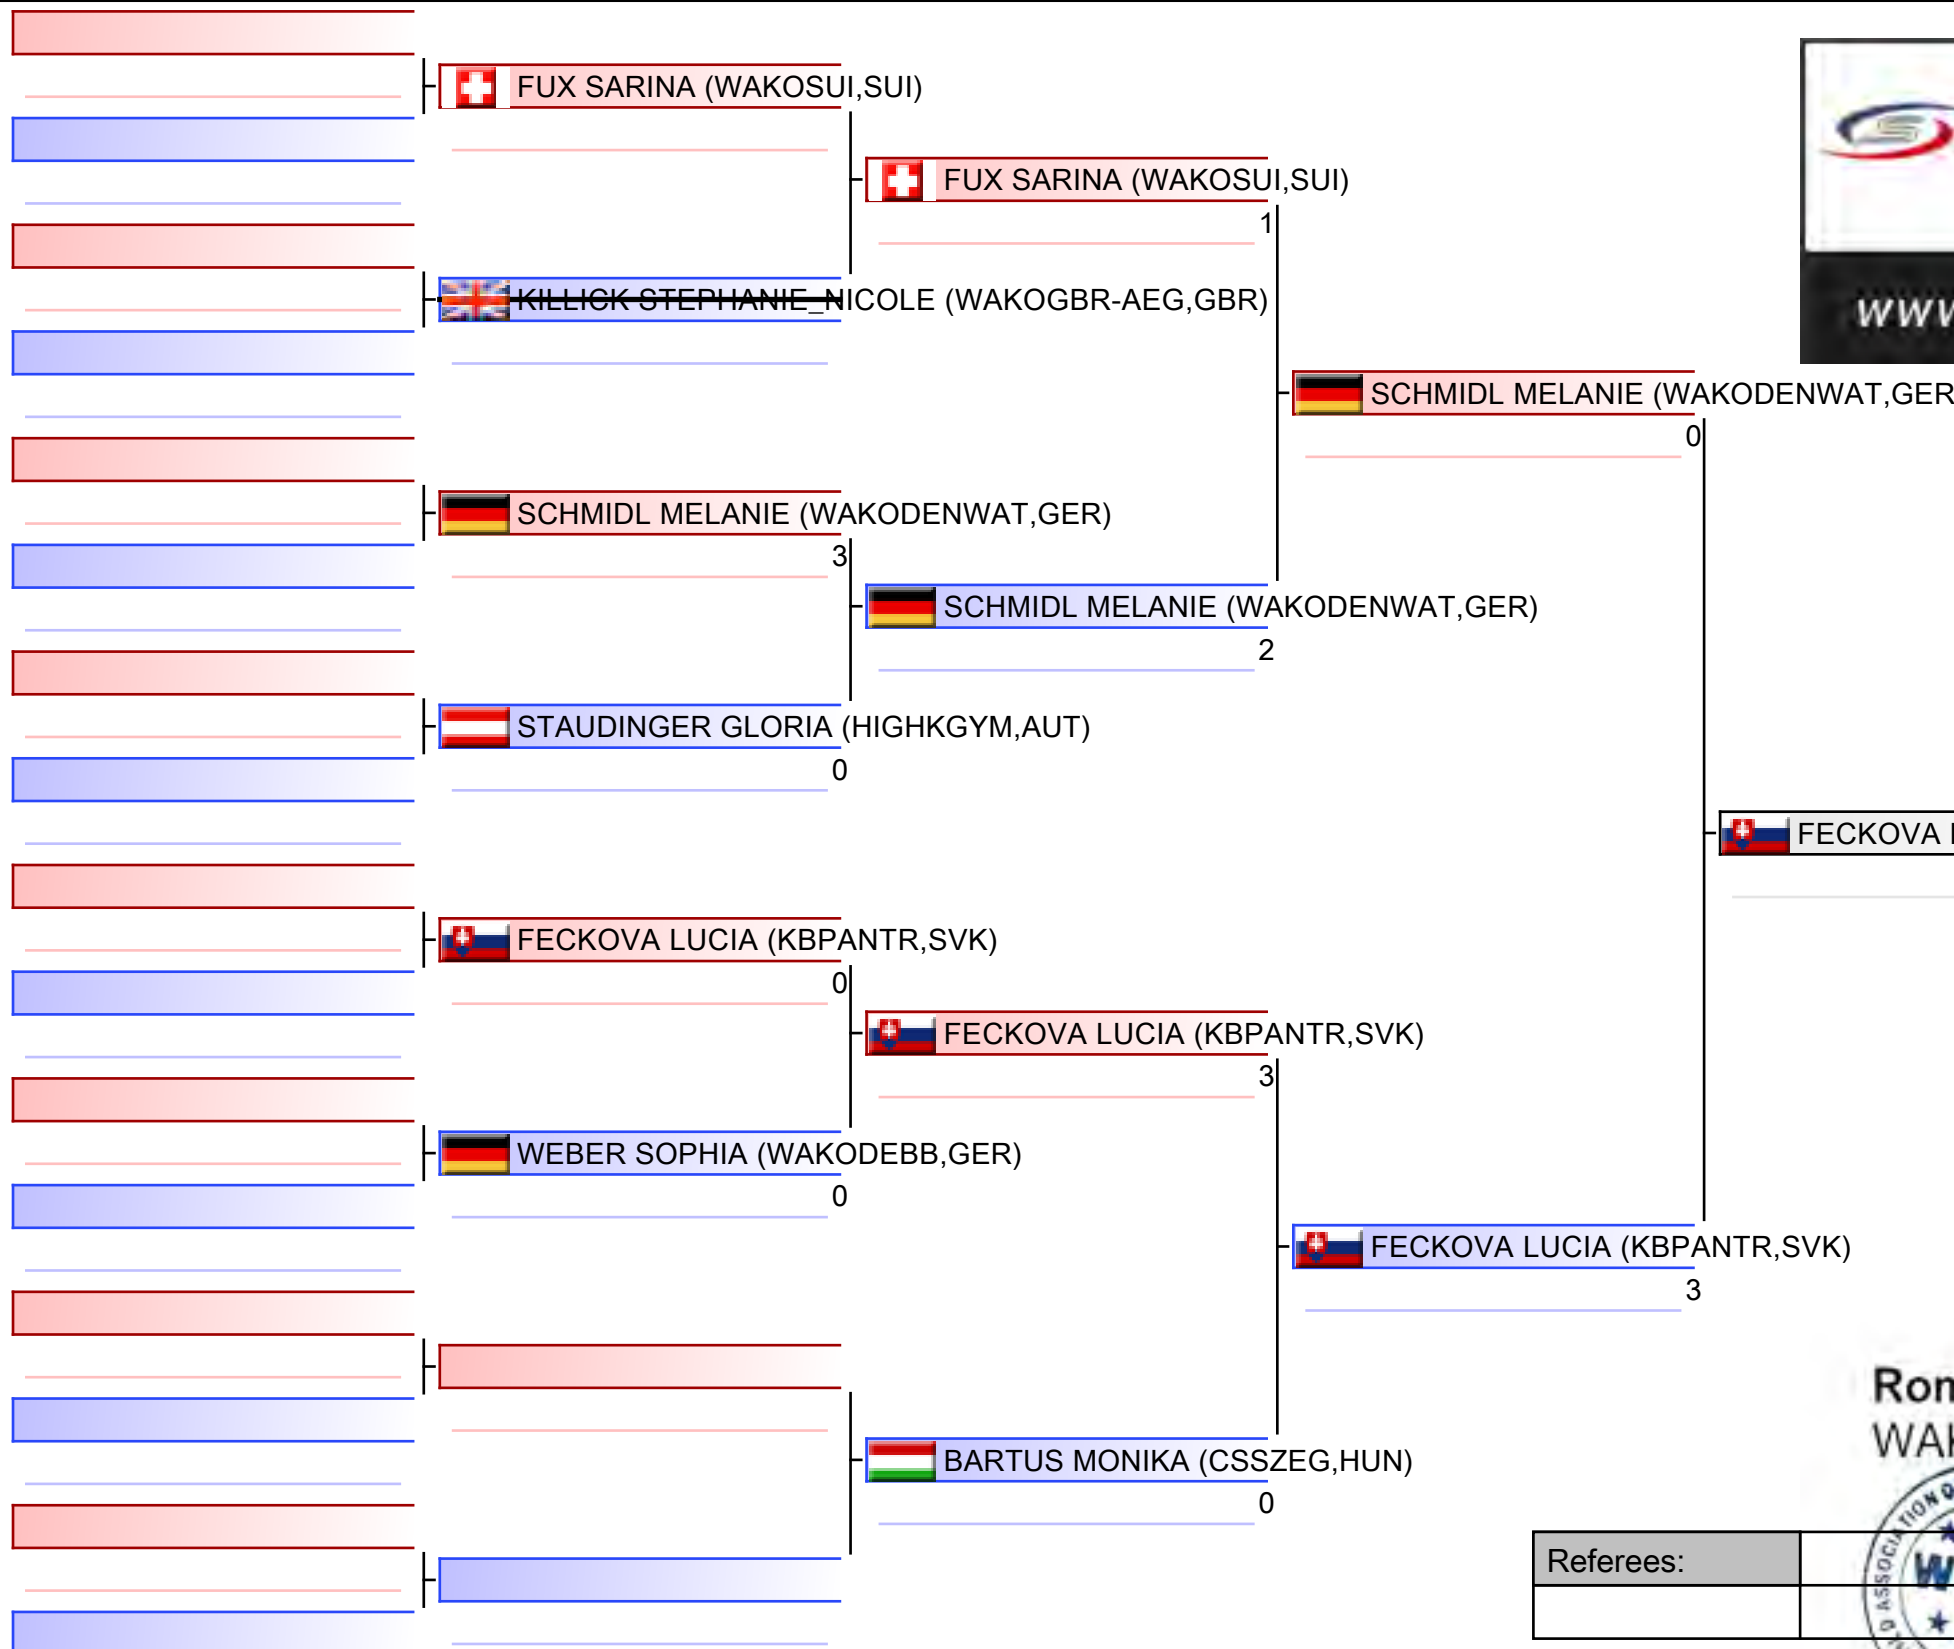 FUX SARINA (WAKOSUI,SUI)
FUX SARINA (WAKOSUI,SUI)
1
KILLICK STEPHANIE_NICOLE (WAKOGBR-AEG,GBR)
SCHMIDL MELANIE (WAKODENWAT,GER
0
SCHMIDL MELANIE (WAKODENWAT,GER)
3
SCHMIDL MELANIE (WAKODENWAT,GER)
2
STAUDINGER GLORIA (HIGHKGYM,AUT)
0
FECKOVA
FECKOVA LUCIA (KBPANTR,SVK)
0
FECKOVA LUCIA (KBPANTR,SVK)
3
WEBER SOPHIA (WAKODEBB,GER)
0
FECKOVA LUCIA (KBPANTR,SVK)
3
BARTUS MONIKA (CSSZEG,HUN)
0
Referees: